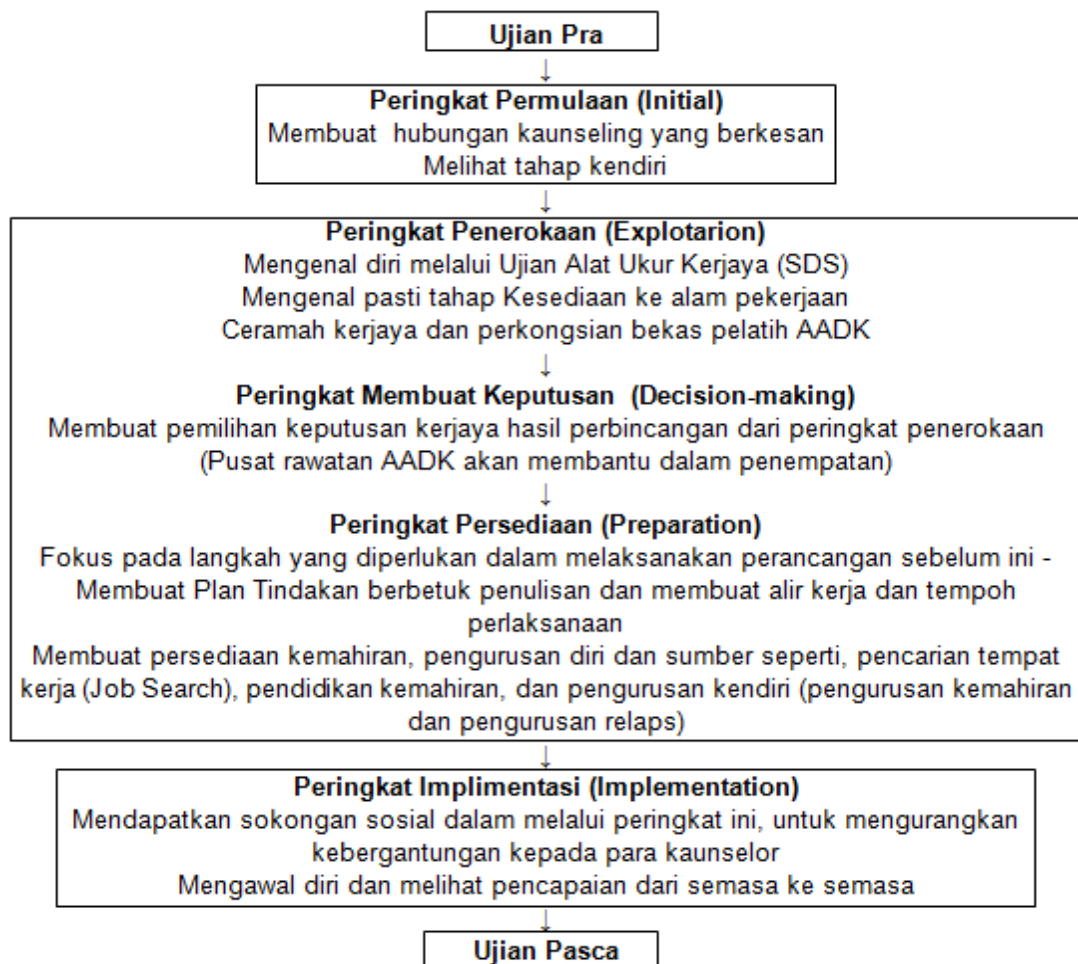 Ujian Pra
↓
Peringkat Permulaan (Initial)
Membuat hubungan kaunseling yang berkesan
Melihat tahap kendiri
↓
Peringkat Penerokaan (Explotarion)
Mengenal diri melalui Ujian Alat Ukur Kerjaya (SDS)
Mengenal pasti tahap Kesediaan ke alam pekerjaan
Ceramah kerjaya dan perkongsian bekas pelatih AADK
↓
Peringkat Membuat Keputusan (Decision-making)
Membuat pemilihan keputusan kerjaya hasil perbincangan dari peringkat penerokaan
(Pusat rawatan AADK akan membantu dalam penempatan)
↓
Peringkat Persediaan (Preparation)
Fokus pada langkah yang diperlukan dalam melaksanakan perancangan sebelum ini -
Membuat Plan Tindakan berbetuk penulisan dan membuat alir kerja dan tempoh
perlaksanaan
Membuat persediaan kemahiran, pengurusan diri dan sumber seperti, pencarian tempat
kerja (Job Search), pendidikan kemahiran, dan pengurusan kendiri (pengurusan kemahiran
dan pengurusan relaps)
↓
Peringkat Implimentasi (Implementation)
Mendapatkan sokongan sosial dalam melalui peringkat ini, untuk mengurangkan
kebergantungan kepada para kaunselor
Mengawal diri dan melihat pencapaian dari semasa ke semasa
↓
Ujian Pasca